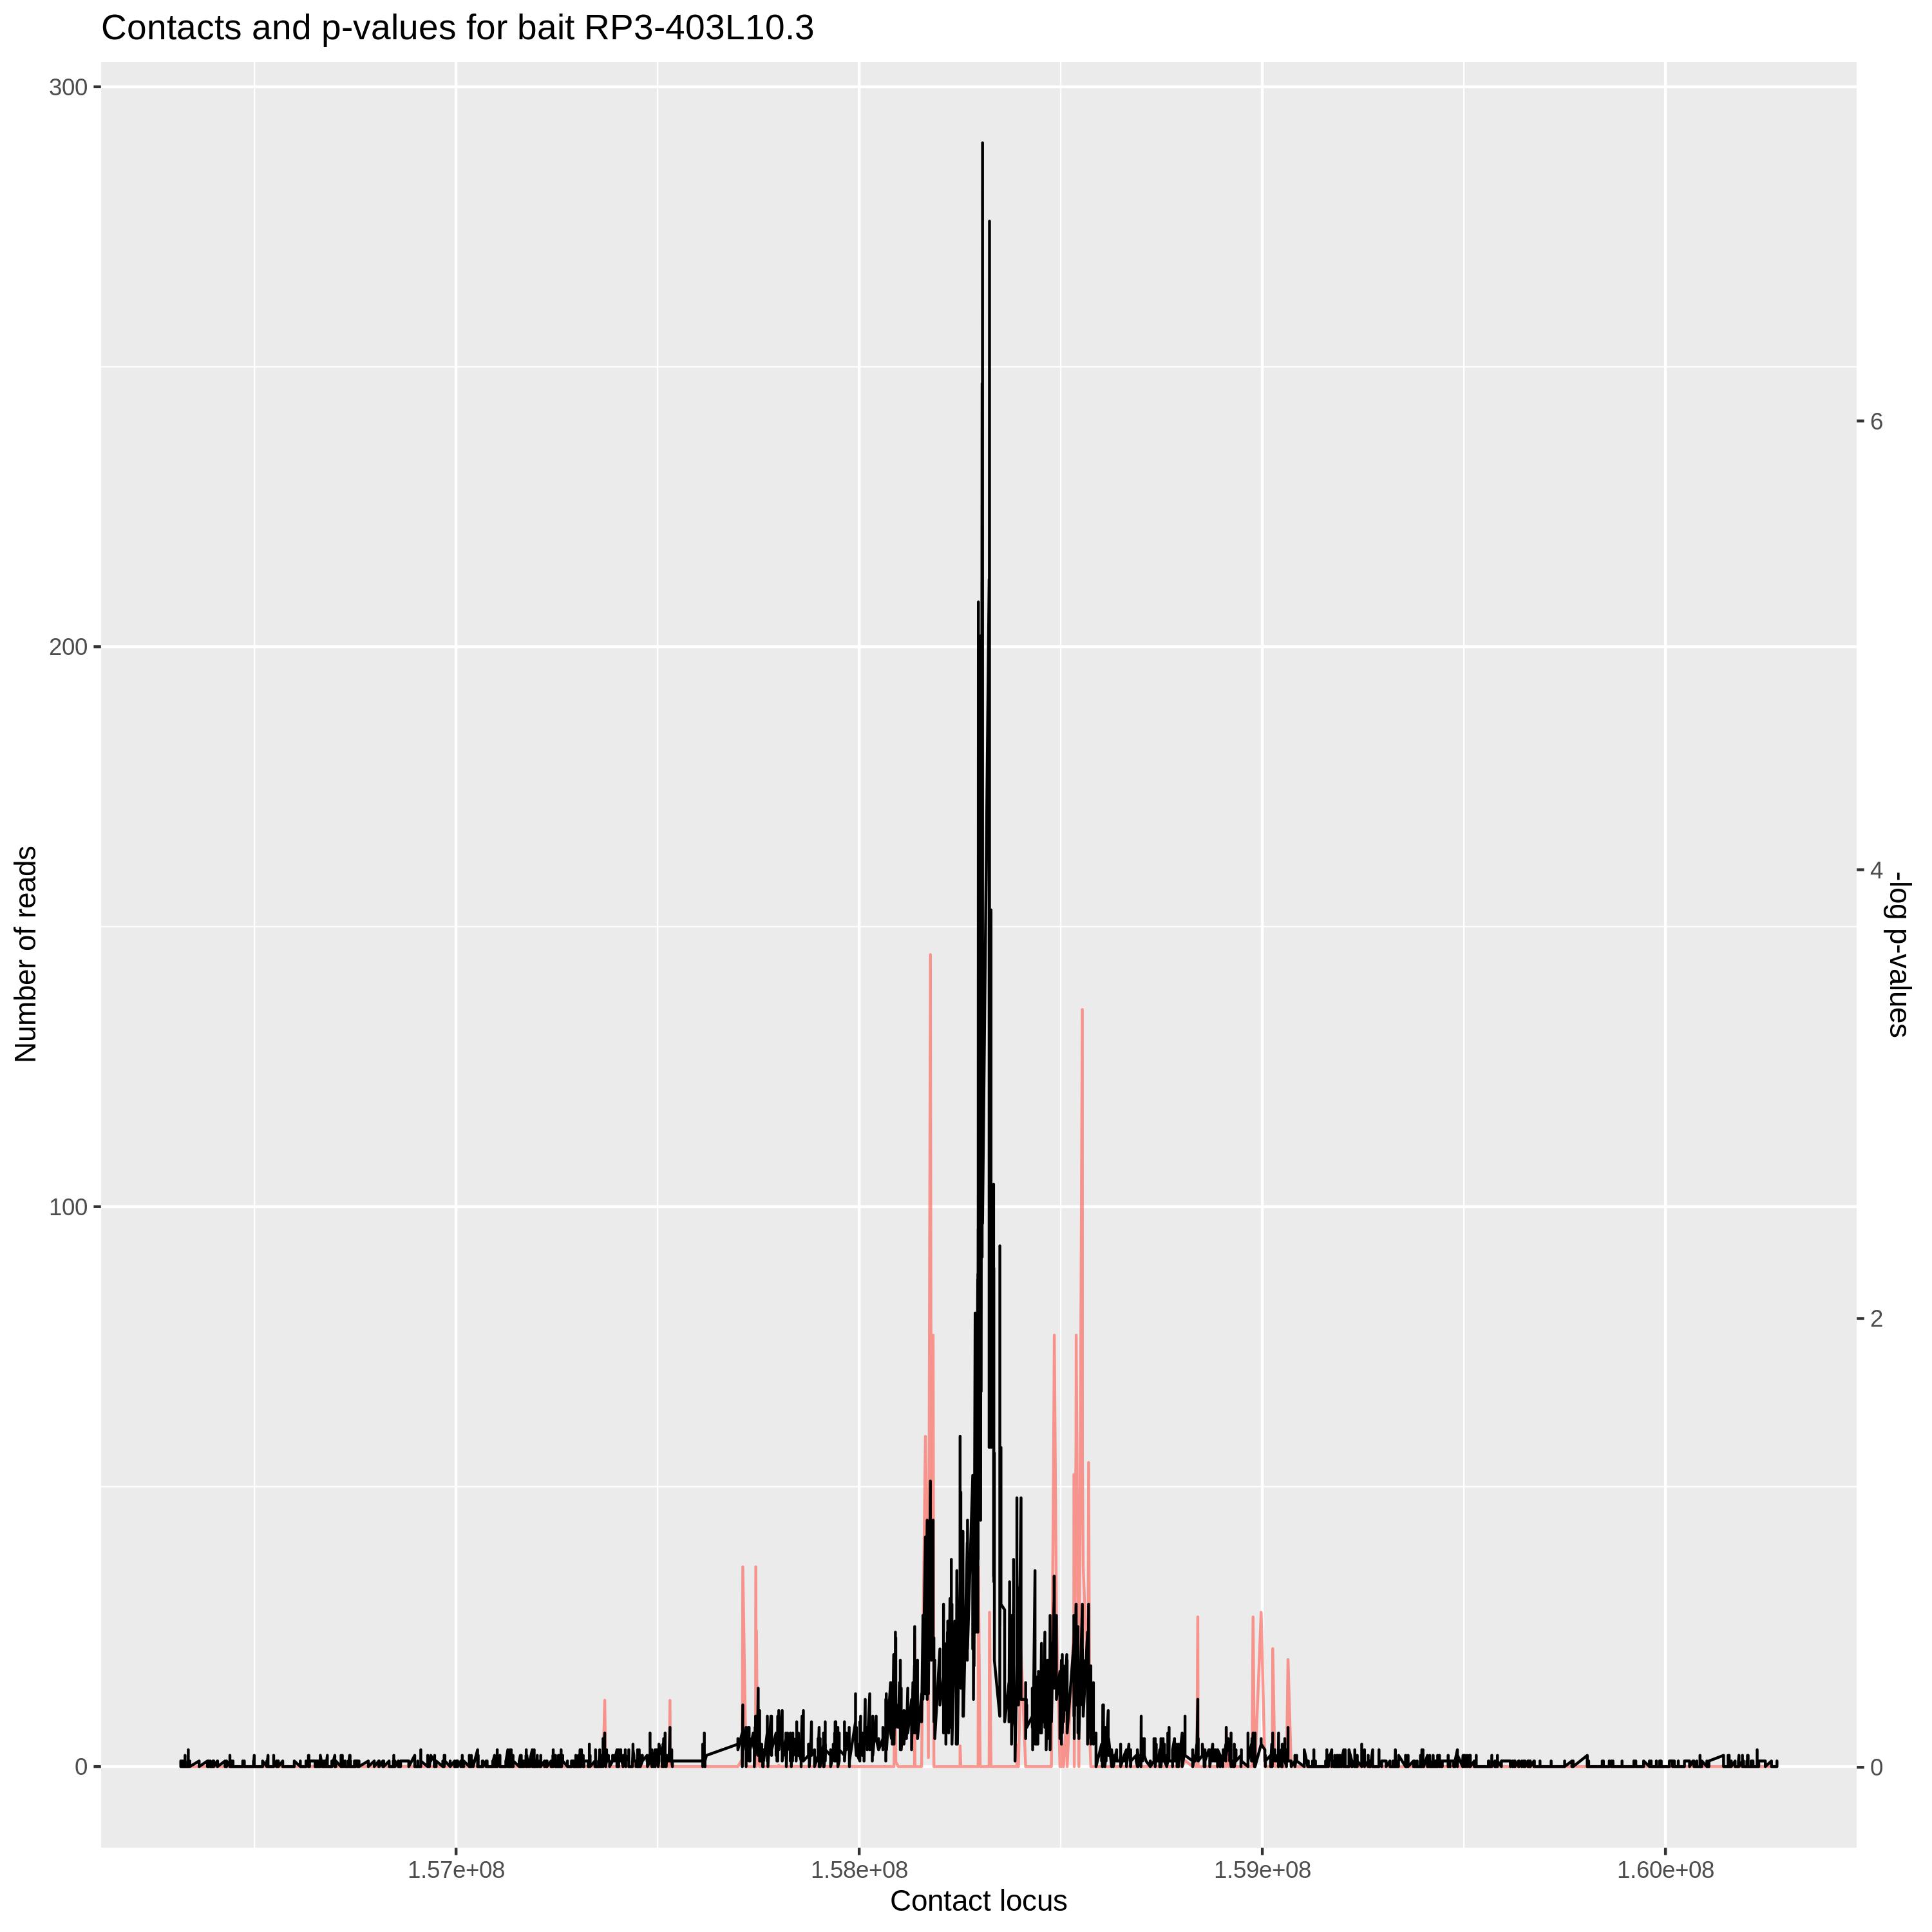 Contacts and p-values for bait RP3-403L10.3
300
200
100
0
Number of reads
6
4
2
0
-log p-values
1.57e+08
1.58e+08
1.59e+08
1.60e+08
Contact locus